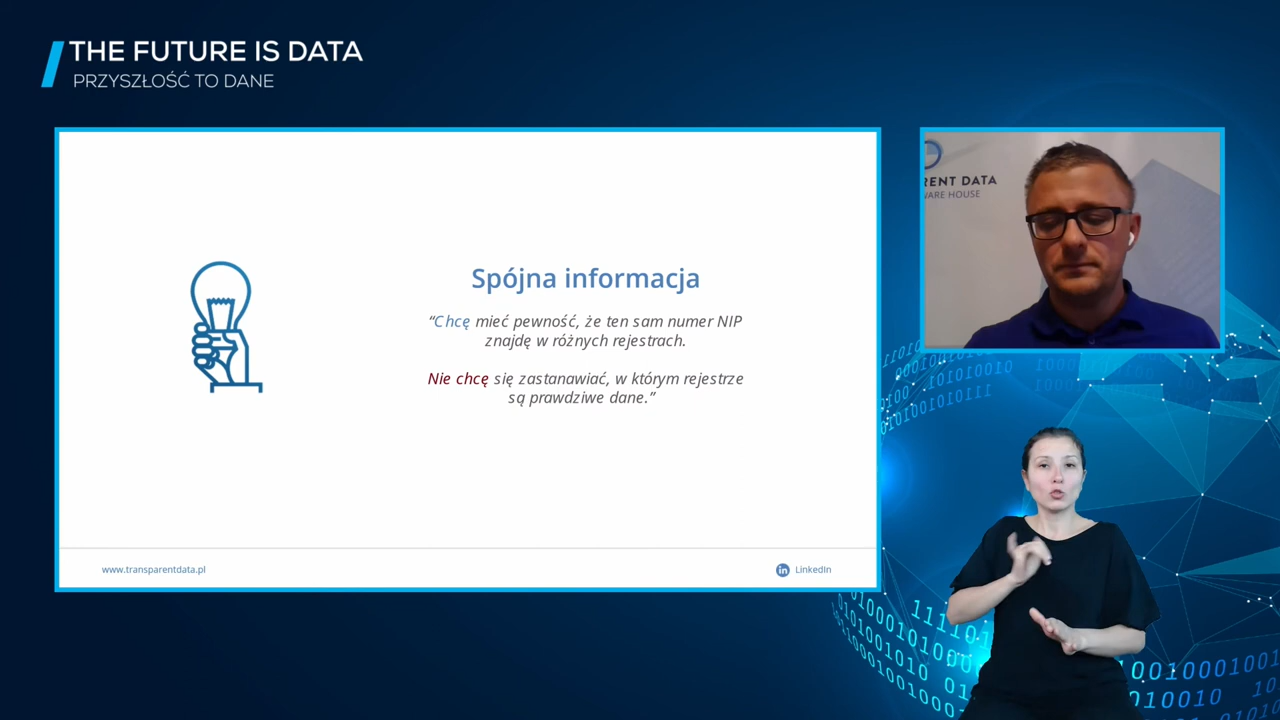 THE FUTURE IS DATA
PRZYSZŁOŚĆ TO DANE
RENT DATA
WARE HOUSE
Spójna informacja
“Chcę mieć pewność, że ten sam numer NIP
znajdę w różnych rejestrach.
Nie chcę się zastanawiać, w którym rejestrze
są prawdziwe dane.”
www.transparentdata.pl
in LinkedIn